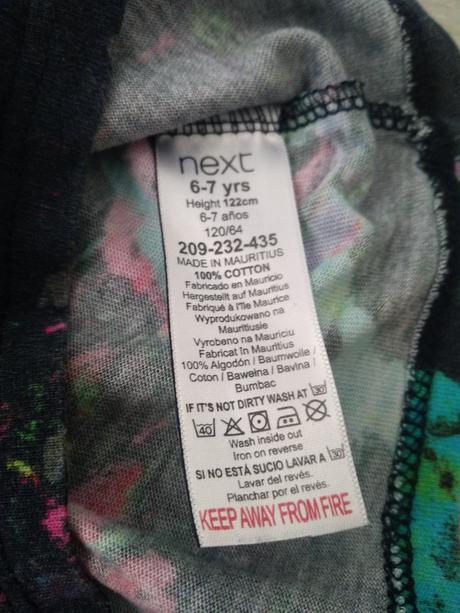 next
6-7 yrs
Height 122cm
6-7 años
120/64
209-232-435
MADE IN MAURITIUS
100% COTTON
Fabricado en Mauricio
Hergestellt auf Mauritius
Fabriqué à l'île Maurice
Wyprodukowano na
Mauritiusie
Vyrobeno na Mauriciu
Fabricat în Mauritius
100% Algodón / Baumwolle /
Coton / Bawełna / Bavlna /
Bumbac
IF IT'S NOT DIRTY WASH AT 30
40
Wash inside out
Iron on reverse
SI NO ESTÁ SUCIO LAVAR A 30
Lavar del revés.
Planchar por el revés.
KEEP AWAY FROM FIRE